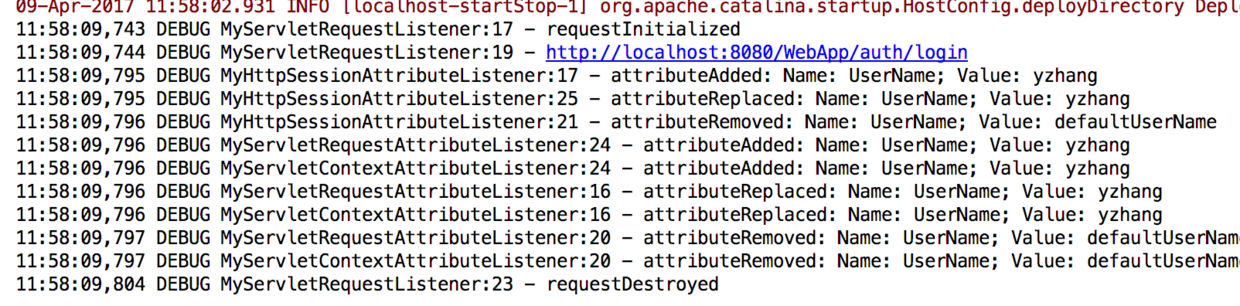 09-Apr-2017 11:58:02.931 INFO [localhost-startStop-1] org.apache.catalina.startup.HostConfig.deployDirectory
11:58:09,743 DEBUG MyServletRequestListener:17 - requestInitialized
11:58:09,744 DEBUG MyServletRequestListener:19 - http://localhost:8080/WebApp/auth/login
11:58:09,795 DEBUG MyHttpSessionAttributeListener:17 - attributeAdded: Name: UserName; Value: yzhang
11:58:09,795 DEBUG MyHttpSessionAttributeListener:25 - attributeReplaced: Name: UserName; Value: yzhang
11:58:09,796 DEBUG MyHttpSessionAttributeListener:21 - attributeRemoved: Name: UserName; Value: defaultUserName
11:58:09,796 DEBUG MyServletRequestAttributeListener:24 - attributeAdded: Name: UserName; Value: yzhang
11:58:09,796 DEBUG MyServletContextAttributeListener:24 - attributeAdded: Name: UserName; Value: yzhang
11:58:09,796 DEBUG MyServletRequestAttributeListener:16 - attributeReplaced: Name: UserName; Value: yzhang
11:58:09,796 DEBUG MyServletContextAttributeListener:16 - attributeReplaced: Name: UserName; Value: yzhang
11:58:09,797 DEBUG MyServletRequestAttributeListener:20 - attributeRemoved: Name: UserName; Value: defaultUserNam
11:58:09,797 DEBUG MyServletContextAttributeListener:20 - attributeRemoved: Name: UserName; Value: defaultUserNam
11:58:09,804 DEBUG MyServletRequestListener:23 - requestDestroyed